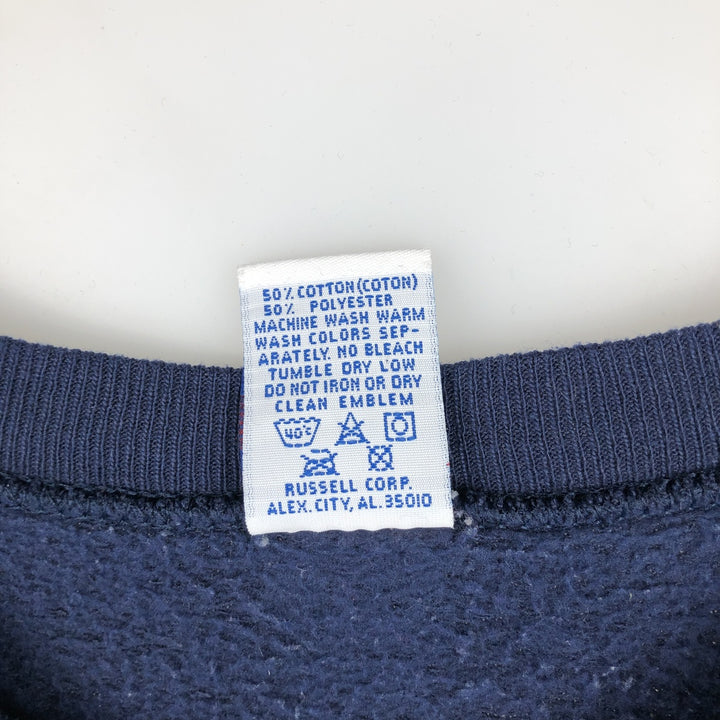 50% COTTON (COTON)
50% POLYESTER
MACHINE WASH WARM
WASH COLORS SEP-
ARATELY. NO BLEACH
TUMBLE DRY LOW
DO NOT IRON OR DRY
CLEAN EMBLEM
40°C
RUSSELL CORP.
ALEX. CITY, AL. 35010